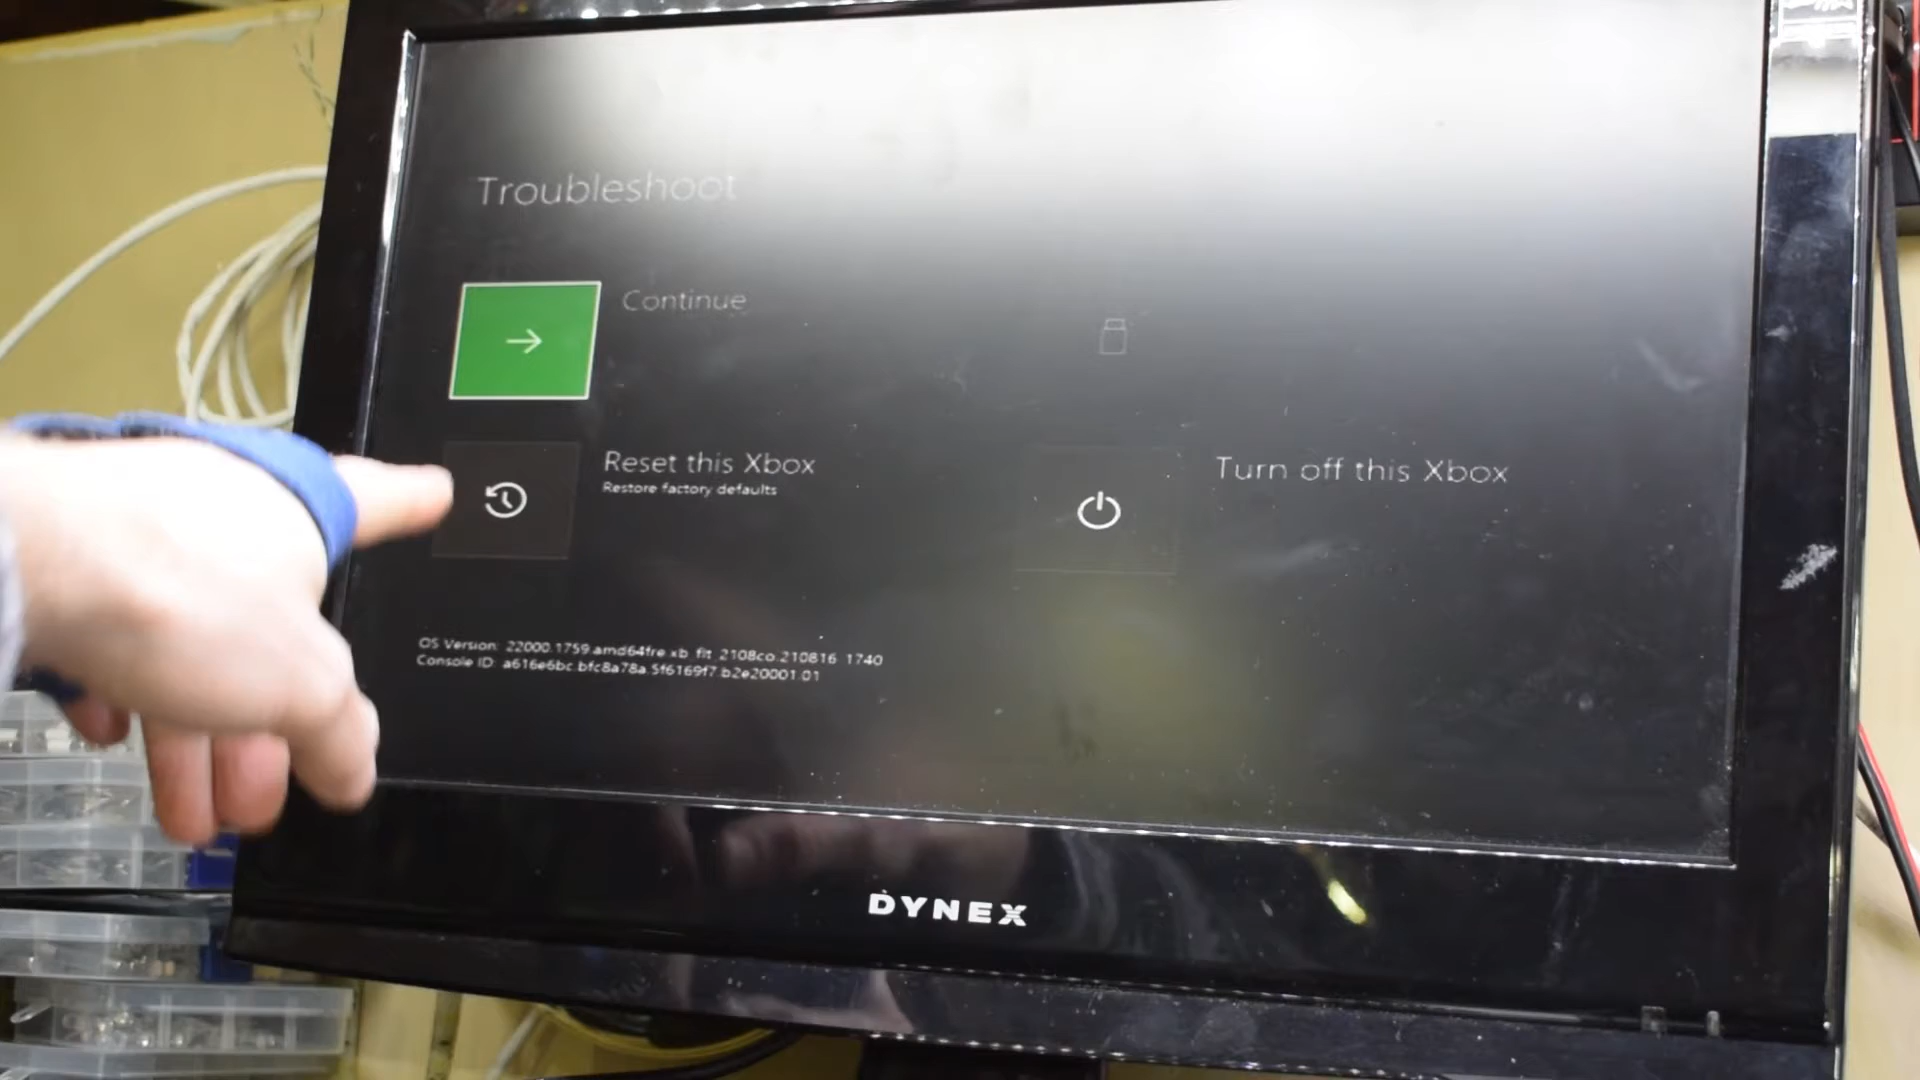 Troubleshoot
Continue
Reset this Xbox
Restore factory defaults
Turn off this Xbox
OS Version: 22000.1759.amd64fre.xb_flt_2108co.210816-1740
Console ID: a616e6bc.bfc8a78a.5f6169f7.b2e20001.01
DYNEX